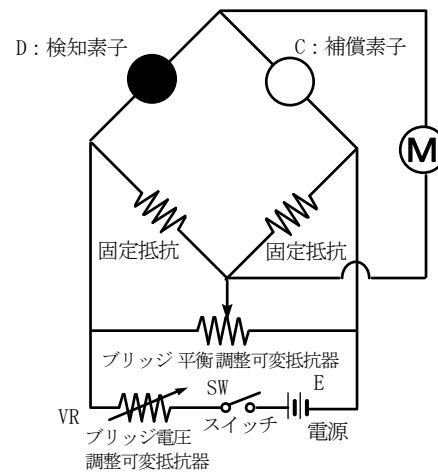 D：検知素子
C：補償素子
M
固定抵抗
固定抵抗
ブリッジ平衡調整可変抵抗器
SW
E
VR
スイッチ
電源
ブリッジ電圧
調整可変抵抗器